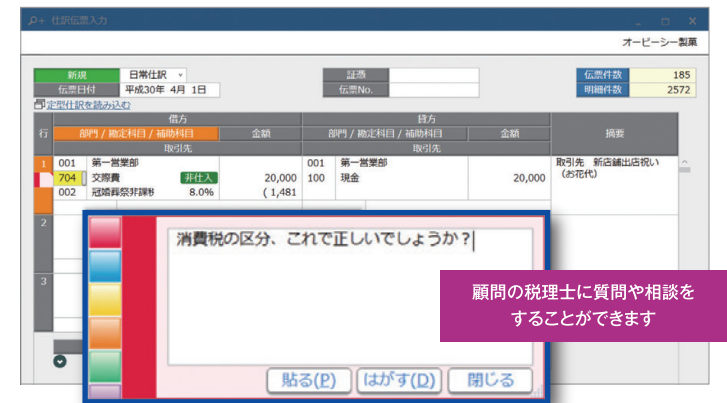 仕訳伝票入力
オービーシー製菓
新規 日常仕訳 証憑 伝票件数 185
伝票日付 平成30年 4月 1日 伝票No. 明細件数 2572
定型仕訳を読み込む
行 借方 貸方 摘要
部門 / 勘定科目 / 補助科目 金額 部門 / 勘定科目 / 補助科目 金額
取引先 取引先
1 001 第一営業部 001 第一営業部 取引先 新店舗出店祝い
704 交際費 非仕入 20,000 100 現金 20,000 （お花代）
002 冠婚葬祭非課税 8.0% ( 1,481
2
3
消費税の区分、これで正しいでしょうか？
貼る(P) はがす(D) 閉じる
顧問の税理士に質問や相談を
することができます